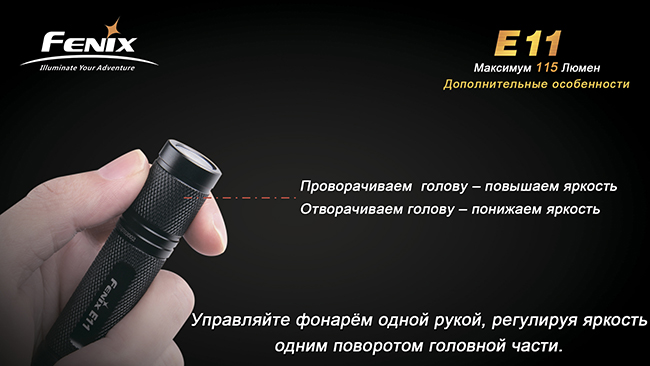 FENIX
Illuminate Your Adventure
E11
Максимум 115 Люмен
Дополнительные особенности
Проворачиваем голову – повышаем яркость
Отворачиваем голову – понижаем яркость
FENIX E11
Управляйте фонарём одной рукой, регулируя яркость
одним поворотом головной части.